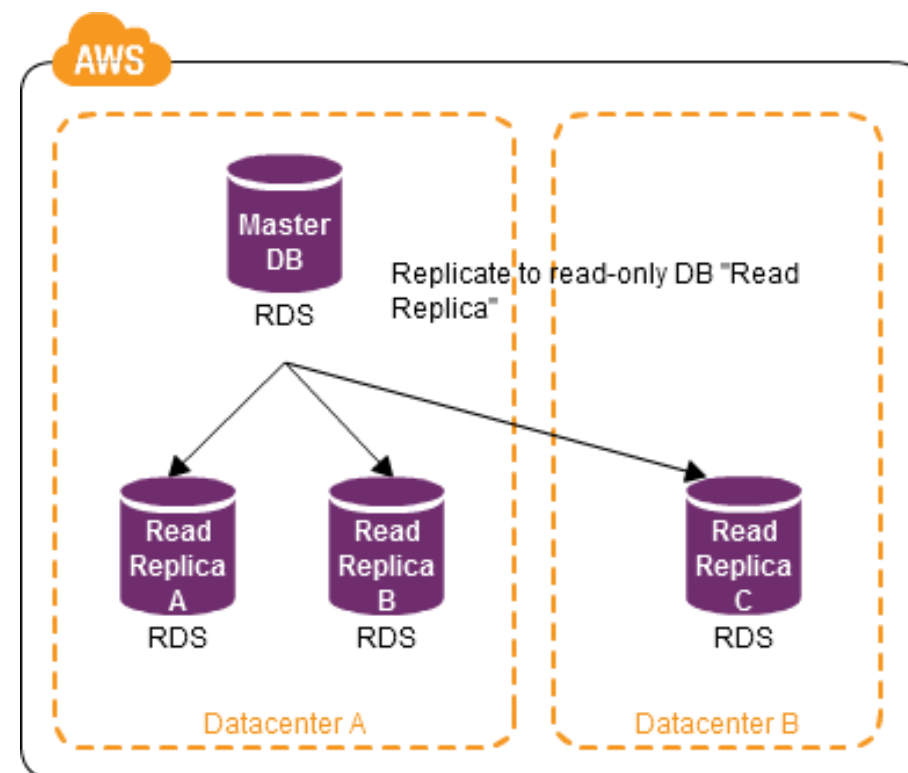 AWS
Master
DB
RDS
Replicate to read-only DB "Read
Replica"
Read
Replica
A
RDS
Read
Replica
B
RDS
Read
Replica
C
RDS
Datacenter A
Datacenter B